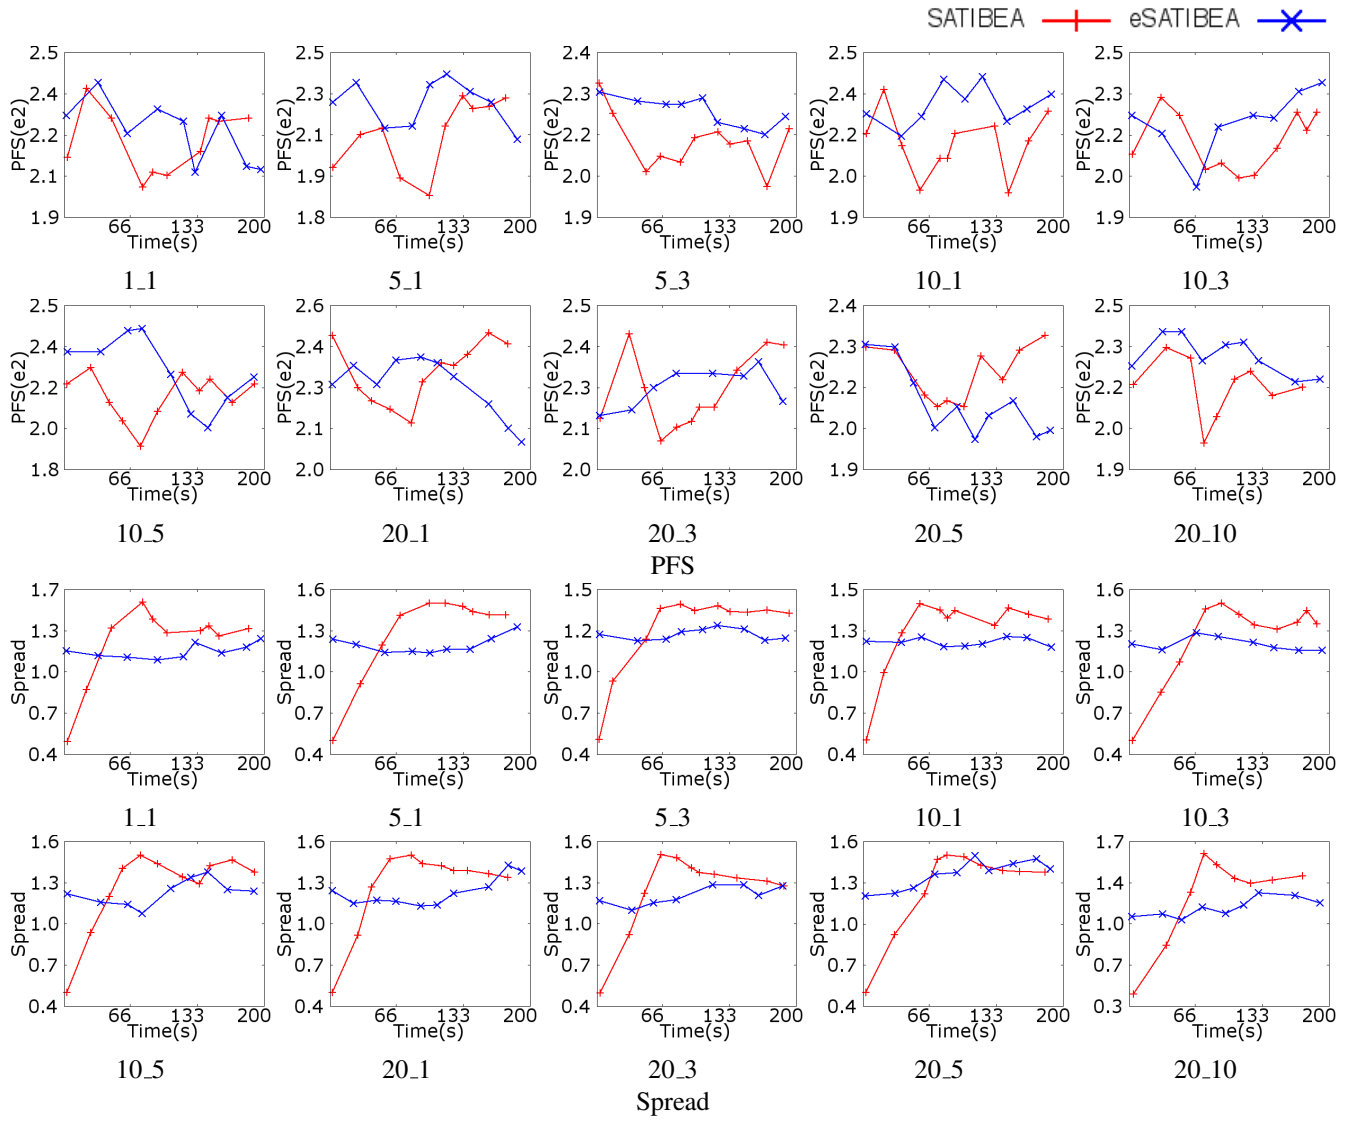 SATIBEA eSATIBEA
2.5 2.5 2.4 2.5 2.5
2.4 2.4 2.3 2.4 2.4
2.2 2.1 2.2 2.2 2.2
2.1 1.9 2.0 2.0 2.0
1.9 1.8 1.9 1.9 1.9
PFS(e2) PFS(e2) PFS(e2) PFS(e2) PFS(e2)
66 133 200 66 133 200 66 133 200 66 133 200 66 133 200
Time(s) Time(s) Time(s) Time(s) Time(s)
1_1 5_1 5_3 10_1 10_3
2.5 2.6 2.5 2.4 2.5
2.4 2.4 2.4 2.3 2.3
2.2 2.3 2.3 2.2 2.2
2.0 2.1 2.1 2.0 2.0
1.8 2.0 2.0 1.9 1.9
PFS(e2) PFS(e2) PFS(e2) PFS(e2) PFS(e2)
66 133 200 66 133 200 66 133 200 66 133 200 66 133 200
Time(s) Time(s) Time(s) Time(s) Time(s)
10_5 20_1 20_3 20_5 20_10
PFS
1.7 1.6 1.5 1.5 1.6
1.3 1.3 1.2 1.3 1.3
1.0 1.0 1.0 1.0 1.0
0.7 0.7 0.7 0.7 0.7
0.4 0.4 0.4 0.4 0.4
Spread Spread Spread Spread Spread
66 133 200 66 133 200 66 133 200 66 133 200 66 133 200
Time(s) Time(s) Time(s) Time(s) Time(s)
1_1 5_1 5_3 10_1 10_3
1.6 1.6 1.6 1.6 1.7
1.3 1.3 1.3 1.3 1.4
1.0 1.0 1.0 1.0 1.0
0.7 0.7 0.7 0.7 0.7
0.4 0.4 0.4 0.4 0.3
Spread Spread Spread Spread Spread
66 133 200 66 133 200 66 133 200 66 133 200 66 133 200
Time(s) Time(s) Time(s) Time(s) Time(s)
10_5 20_1 20_3 20_5 20_10
Spread